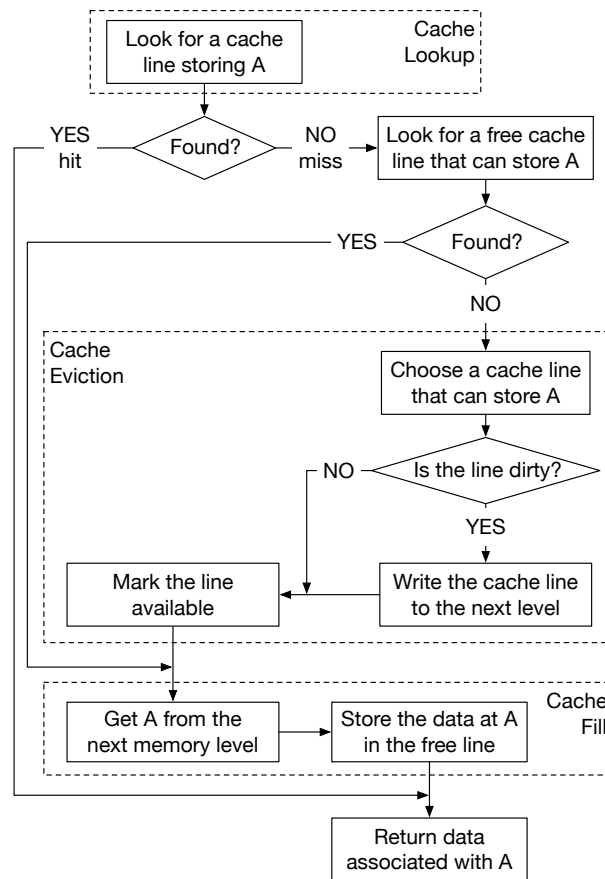 Cache
Lookup
Look for a cache
line storing A
YES
hit
Found?
NO
miss
Look for a free cache
line that can store A
YES
Found?
NO
Cache
Eviction
Choose a cache line
that can store A
NO
Is the line dirty?
YES
Mark the line
available
Write the cache line
to the next level
Cache
Fill
Get A from the
next memory level
Store the data at A
in the free line
Return data
associated with A